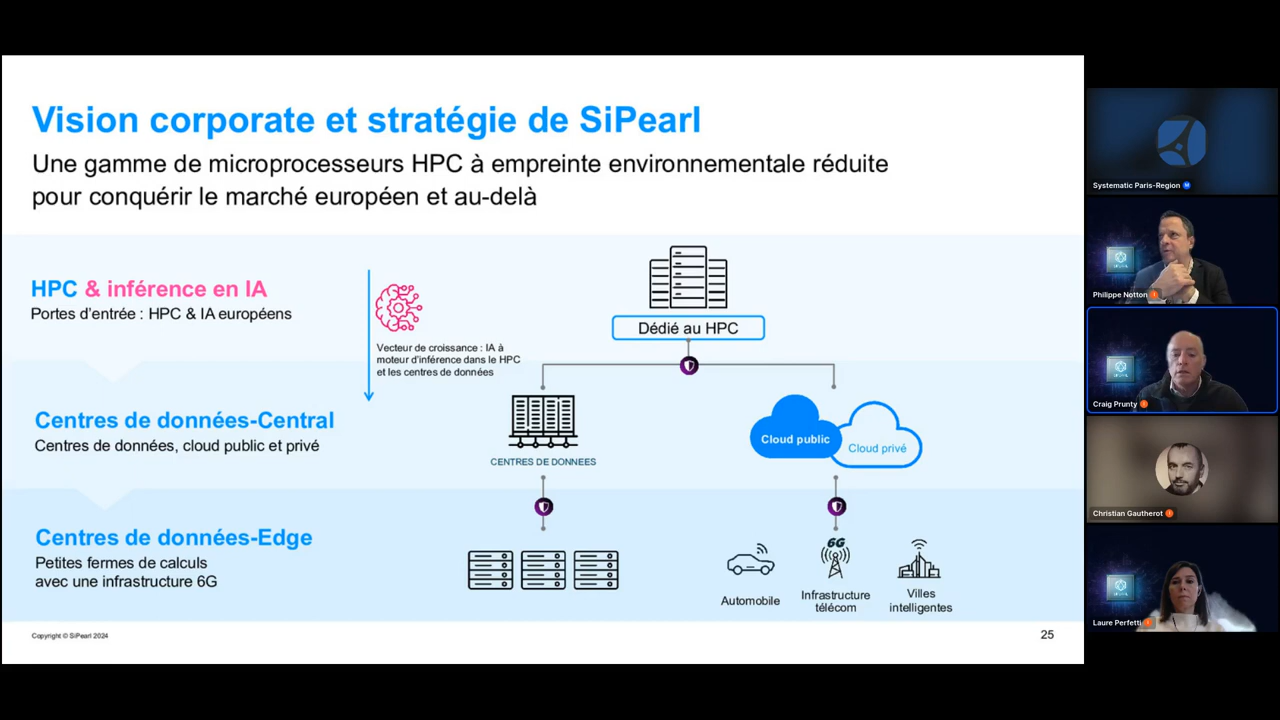 Vision corporate et stratégie de SiPearl
Une gamme de microprocesseurs HPC à empreinte environnementale réduite
pour conquérir le marché européen et au-delà
HPC & inférence en IA
Portes d'entrée : HPC & IA européens
Vecteur de croissance : IA à
moteur d'inférence dans le HPC
et les centres de données
Dédié au HPC
Centres de données-Central
Centres de données, cloud public et privé
CENTRES DE DONNEES
Cloud public
Cloud privé
Centres de données-Edge
Petites fermes de calculs
avec une infrastructure 6G
6G
Automobile
Infrastructure
télécom
Villes
intelligentes
Copyright © SiPearl 2024
25
Systematic Paris-Region
Philippe Notton
Craig Prunty
Christian Gautherot
Laure Perfetti